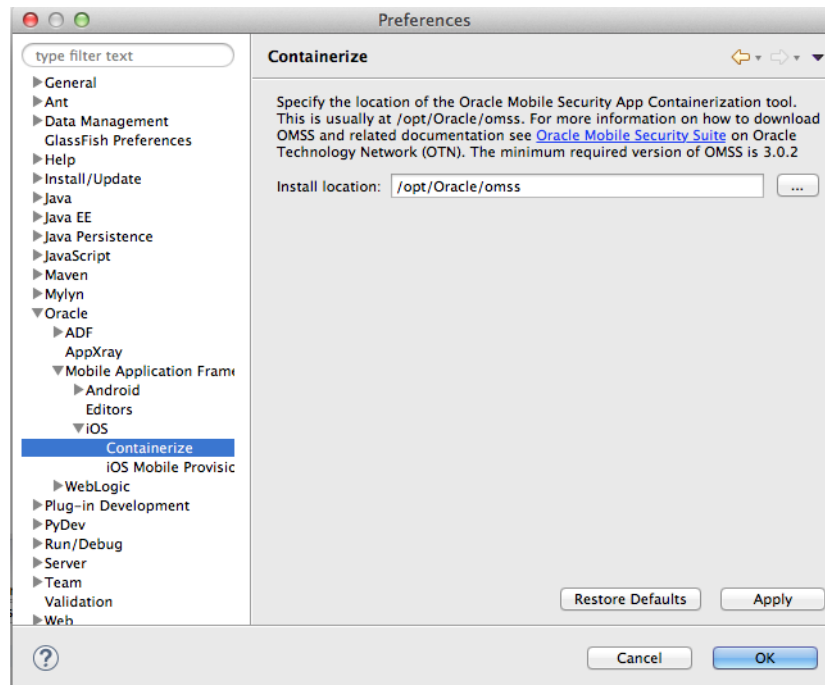 Preferences
type filter text
General
Ant
Data Management
GlassFish Preferences
Help
Install/Update
Java
Java EE
Java Persistence
JavaScript
Maven
Mylyn
Oracle
ADF
AppXray
Mobile Application Frame
Android
Editors
iOS
Containerize
iOS Mobile Provisic
WebLogic
Plug-in Development
PyDev
Run/Debug
Server
Team
Validation
Web
Containerize
Specify the location of the Oracle Mobile Security App Containerization tool.
This is usually at /opt/Oracle/omss. For more information on how to download
OMSS and related documentation see Oracle Mobile Security Suite on Oracle
Technology Network (OTN). The minimum required version of OMSS is 3.0.2
Install location: /opt/Oracle/omss ...
Restore Defaults Apply
? Cancel OK